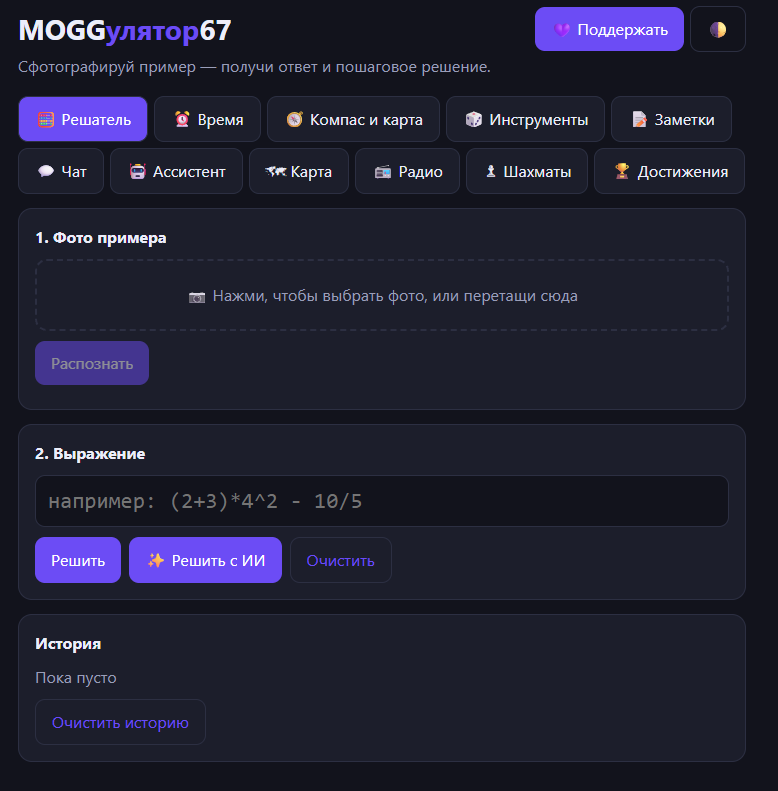 MOGGулятор67
💜 Поддержать
Сфотографируй пример — получи ответ и пошаговое решение.
🧮 Решатель
⏰ Время
🧭 Компас и карта
🎲 Инструменты
📝 Заметки
💬 Чат
🤖 Ассистент
🗺 Карта
📻 Радио
♟ Шахматы
🏆 Достижения
1. Фото примера
📷 Нажми, чтобы выбрать фото, или перетащи сюда
Распознать
2. Выражение
например: (2+3)*4^2 - 10/5
Решить
✨ Решить с ИИ
Очистить
История
Пока пусто
Очистить историю